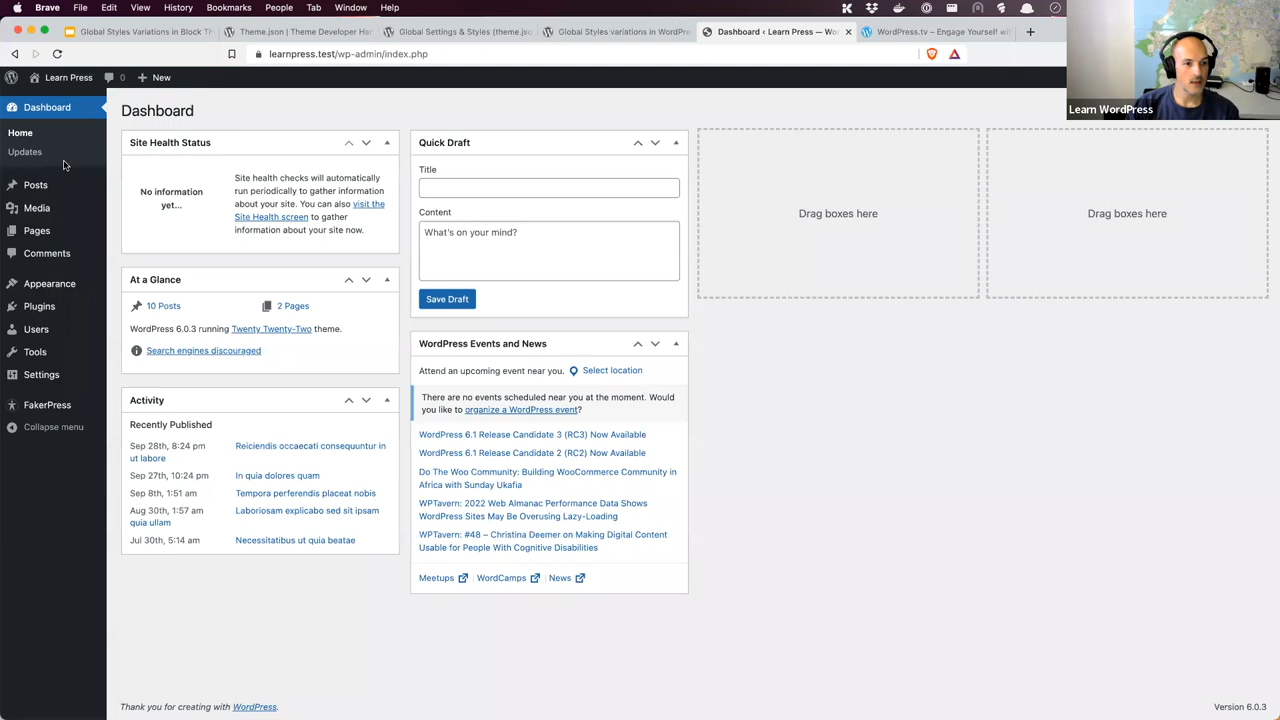 Brave File Edit View History Bookmarks People Tab Window Help
Global Styles Variations in Block Th
Theme.json | Theme Developer Han
Global Settings & Styles (theme.jso
Global Styles variations in WordPre
Dashboard ‹ Learn Press — Wo
WordPress.tv – Engage Yourself wi
learnpress.test/wp-admin/index.php
Learn Press 0 New
Learn WordPress
Dashboard
Home
Updates
Posts
Media
Pages
Comments
Appearance
Plugins
Users
Tools
Settings
FakerPress
Collapse menu
Dashboard
Site Health Status
No information
yet...
Site health checks will automatically
run periodically to gather information
about your site. You can also visit the
Site Health screen to gather
information about your site now.
At a Glance
10 Posts
2 Pages
WordPress 6.0.3 running Twenty Twenty-Two theme.
Search engines discouraged
Activity
Recently Published
Sep 28th, 8:24 pm Reiciendis occaecati consequuntur in
ut labore
Sep 27th, 10:24 pm In quia dolores quam
Sep 8th, 1:51 am Tempora perferendis placeat nobis
Aug 30th, 1:57 am Laboriosam explicabo sed sit ipsam
quia ullam
Jul 30th, 5:14 am Necessitatibus ut quia beatae
Quick Draft
Title
Content
What's on your mind?
Save Draft
WordPress Events and News
Attend an upcoming event near you. Select location
There are no events scheduled near you at the moment. Would
you like to organize a WordPress event?
WordPress 6.1 Release Candidate 3 (RC3) Now Available
WordPress 6.1 Release Candidate 2 (RC2) Now Available
Do The Woo Community: Building WooCommerce Community in
Africa with Sunday Ukafia
WPTavern: 2022 Web Almanac Performance Data Shows
WordPress Sites May Be Overusing Lazy-Loading
WPTavern: #48 – Christina Deemer on Making Digital Content
Usable for People With Cognitive Disabilities
Meetups | WordCamps | News
Drag boxes here
Drag boxes here
Thank you for creating with WordPress.
Version 6.0.3